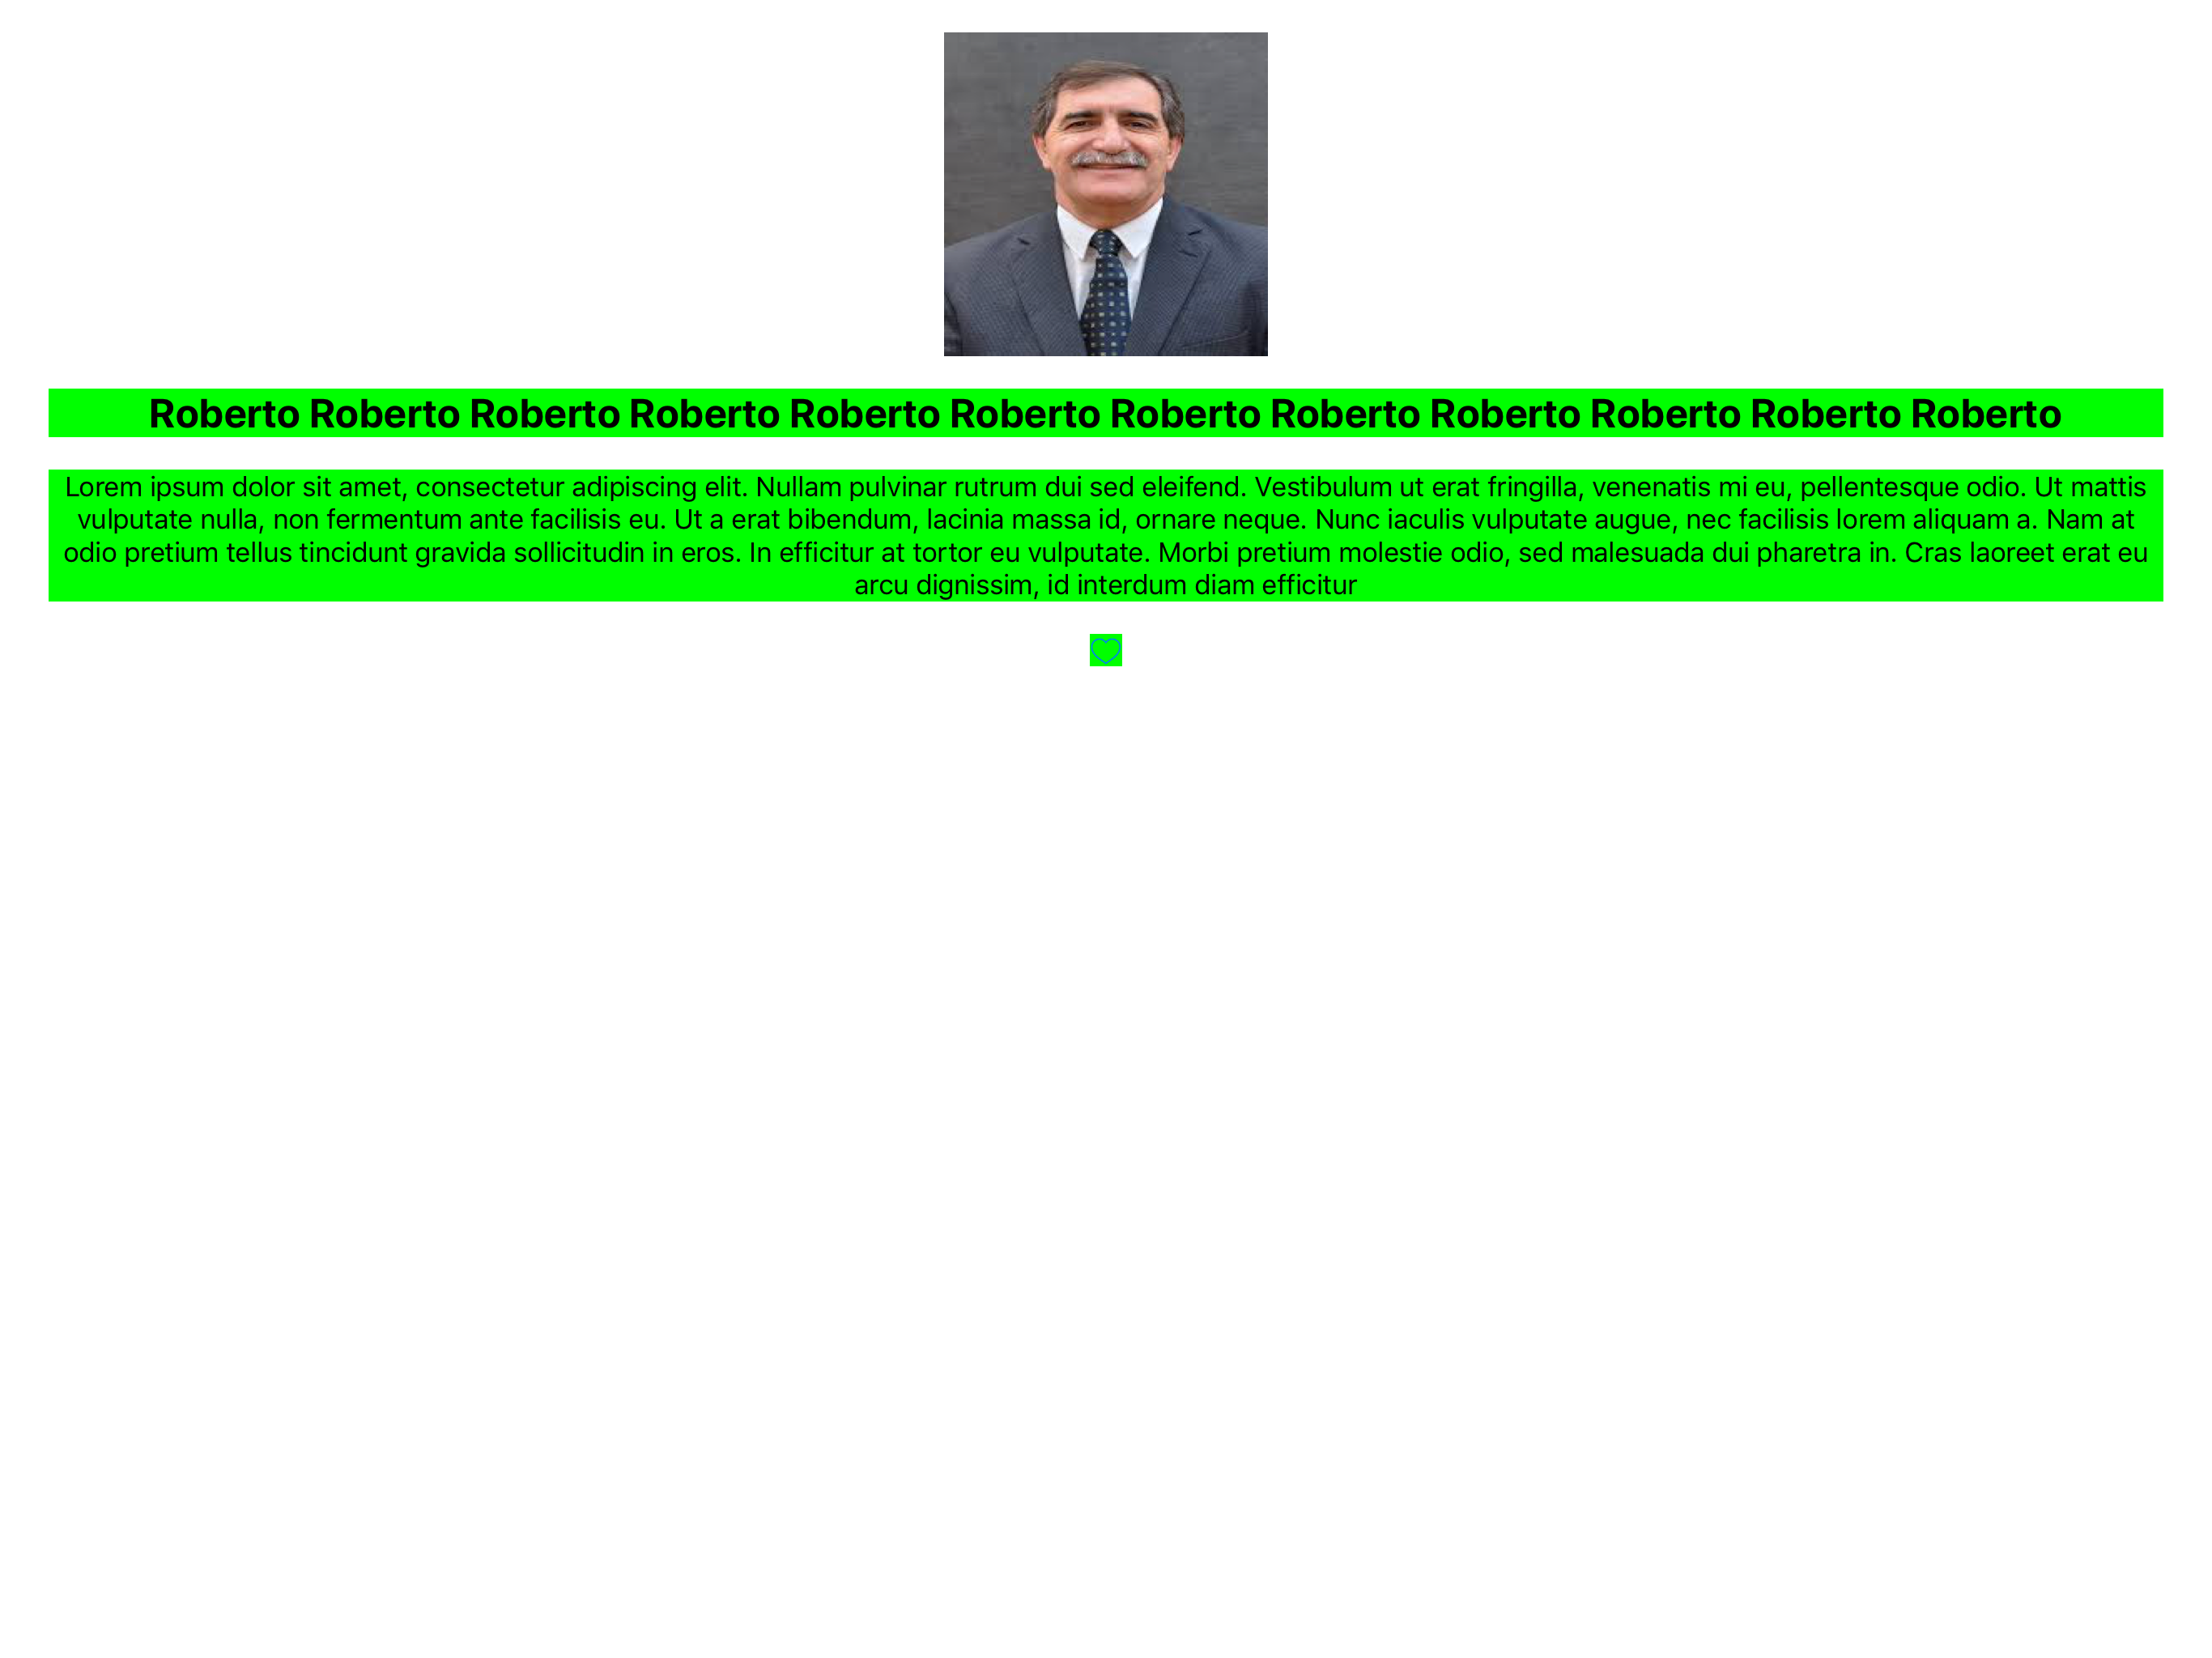 Roberto Roberto Roberto Roberto Roberto Roberto Roberto Roberto Roberto Roberto Roberto Roberto
Lorem ipsum dolor sit amet, consectetur adipiscing elit. Nullam pulvinar rutrum dui sed eleifend. Vestibulum ut erat fringilla, venenatis mi eu, pellentesque odio. Ut mattis
vulputate nulla, non fermentum ante facilisis eu. Ut a erat bibendum, lacinia massa id, ornare neque. Nunc iaculis vulputate augue, nec facilisis lorem aliquam a. Nam at
odio pretium tellus tincidunt gravida sollicitudin in eros. In efficitur at tortor eu vulputate. Morbi pretium molestie odio, sed malesuada dui pharetra in. Cras laoreet erat eu
arcu dignissim, id interdum diam efficitur